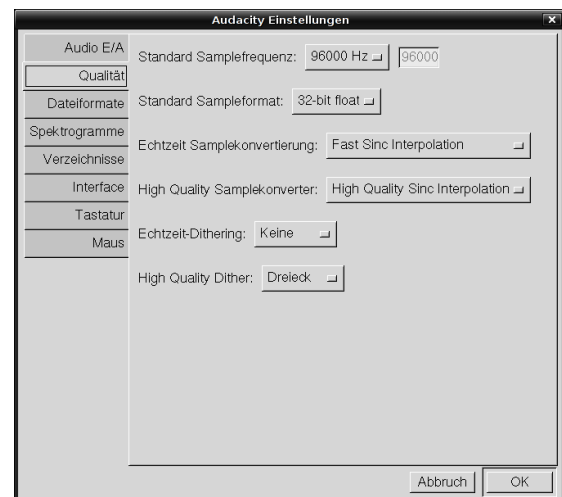 Audacity Einstellungen
Audio E/A
Qualität
Dateiformate
Spektrogramme
Verzeichnisse
Interface
Tastatur
Maus
Standard Samplefrequenz: 96000 Hz 96000
Standard Sampleformat: 32-bit float
Echtzeit Samplekonvertierung: Fast Sinc Interpolation
High Quality Samplekonverter: High Quality Sinc Interpolation
Echtzeit-Dithering: Keine
High Quality Dither: Dreieck
Abbruch OK